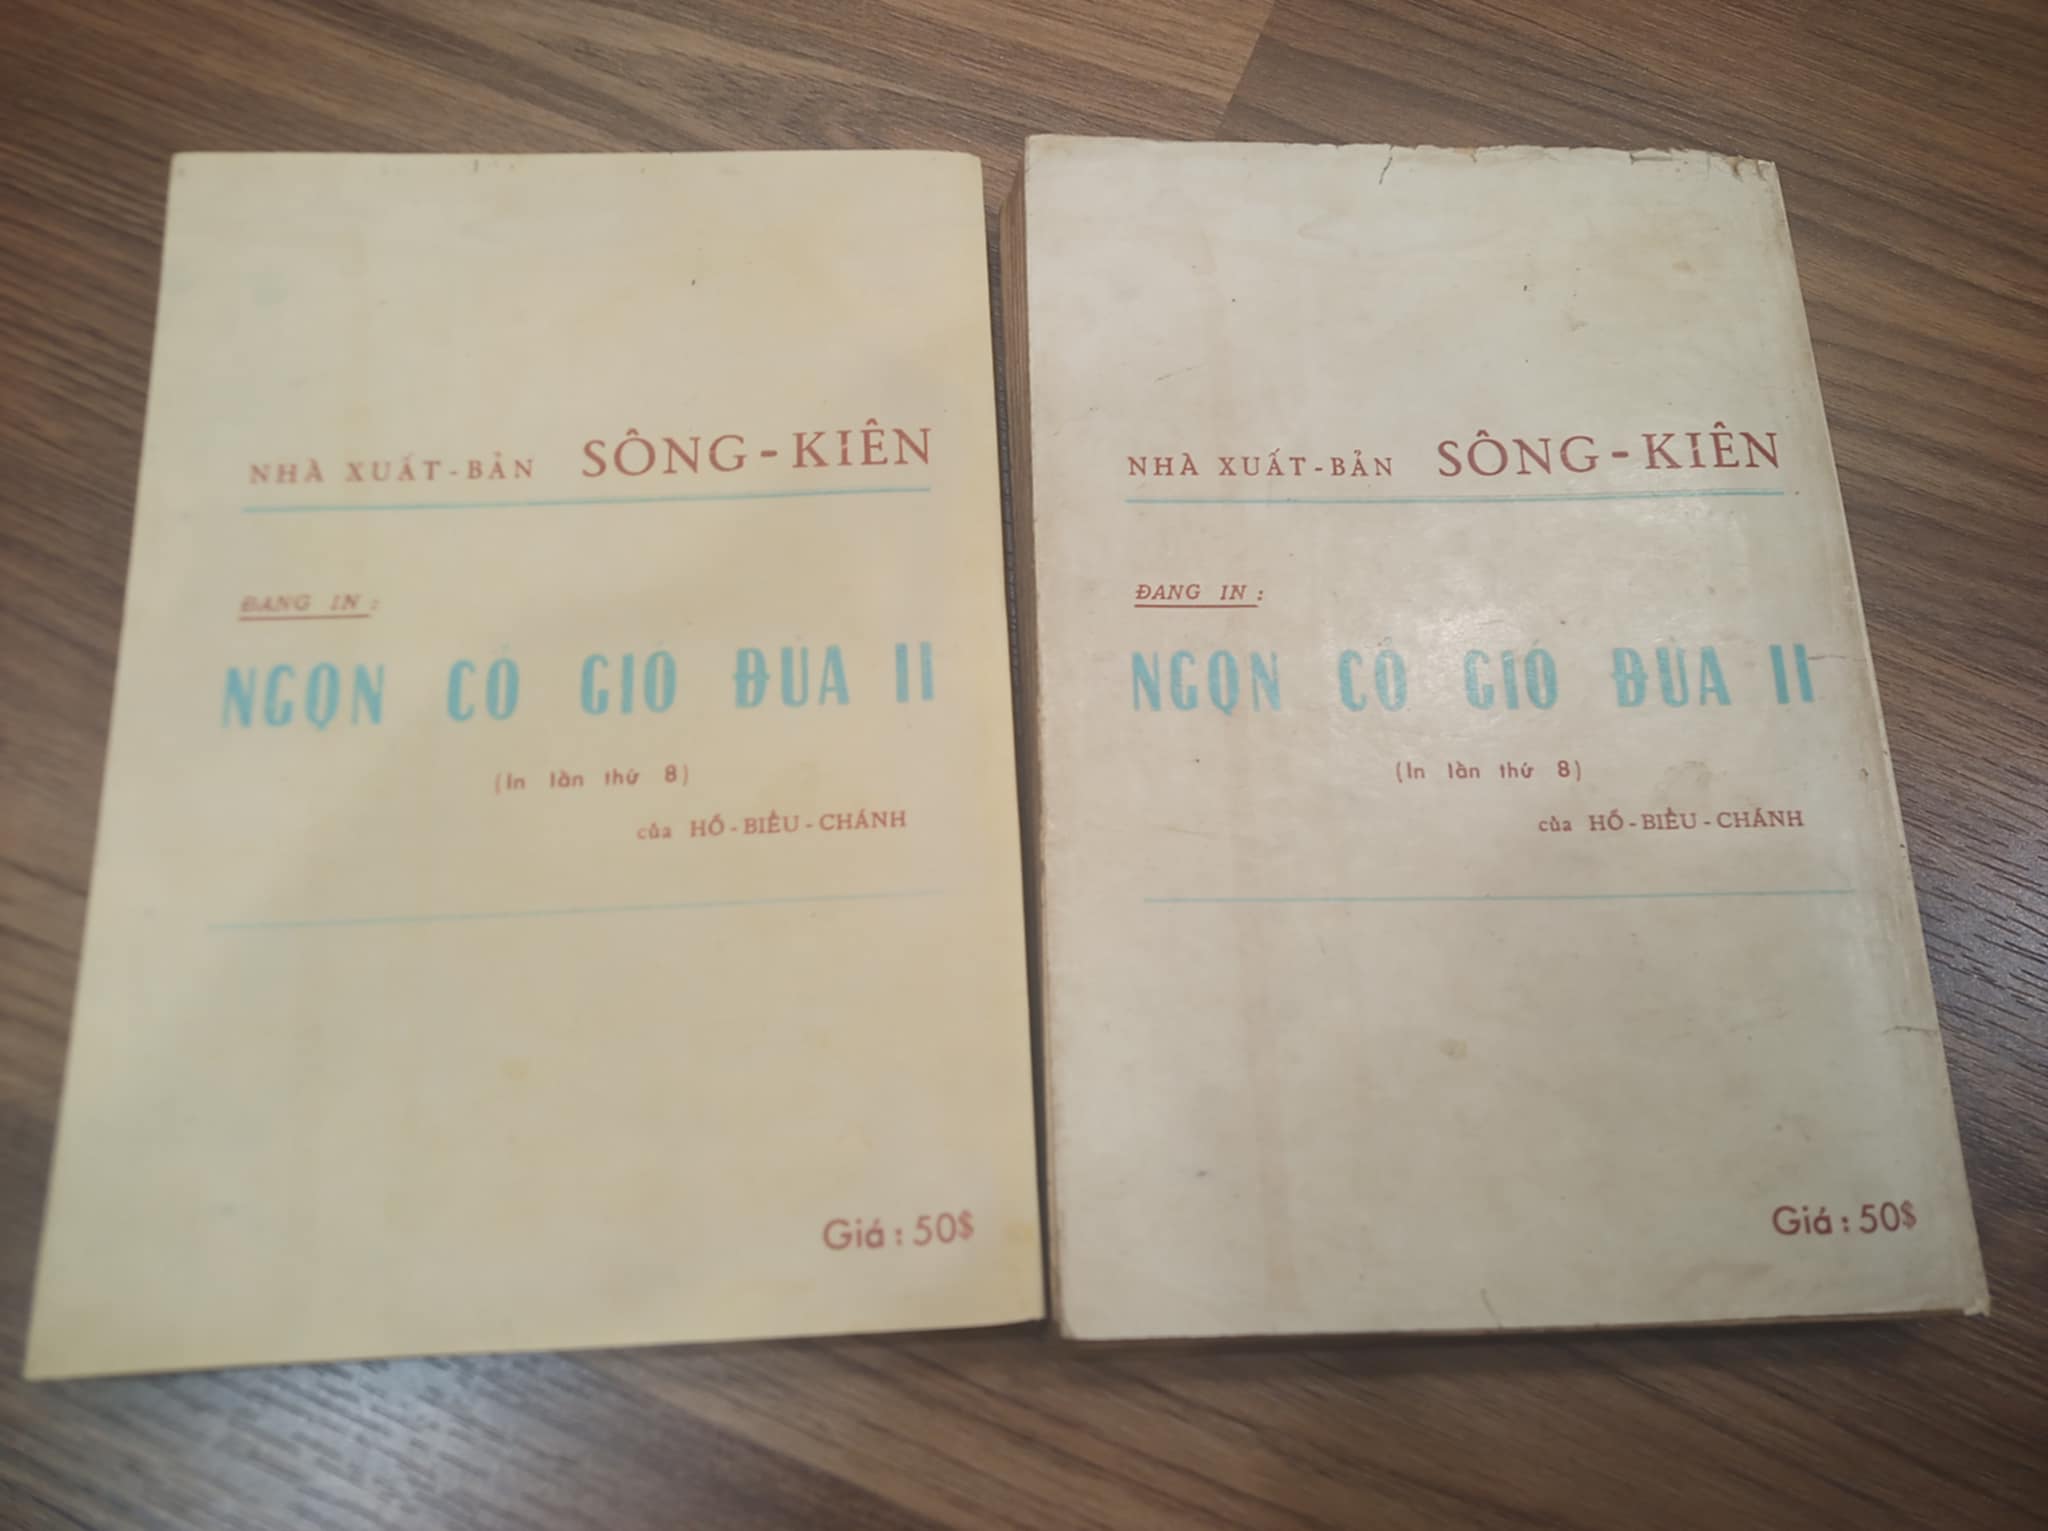 NHÀ XUẤT-BẢN SÔNG-KIÊN
ĐANG IN :
NGỌN CỎ GIÓ ĐÙA II
(In lần thứ 8)
của HỒ-BIỂU-CHÁNH
Giá : 50$
NHÀ XUẤT-BẢN SÔNG-KIÊN
ĐANG IN :
NGỌN CỎ GIÓ ĐÙA II
(In lần thứ 8)
của HỒ-BIỂU-CHÁNH
Giá : 50$